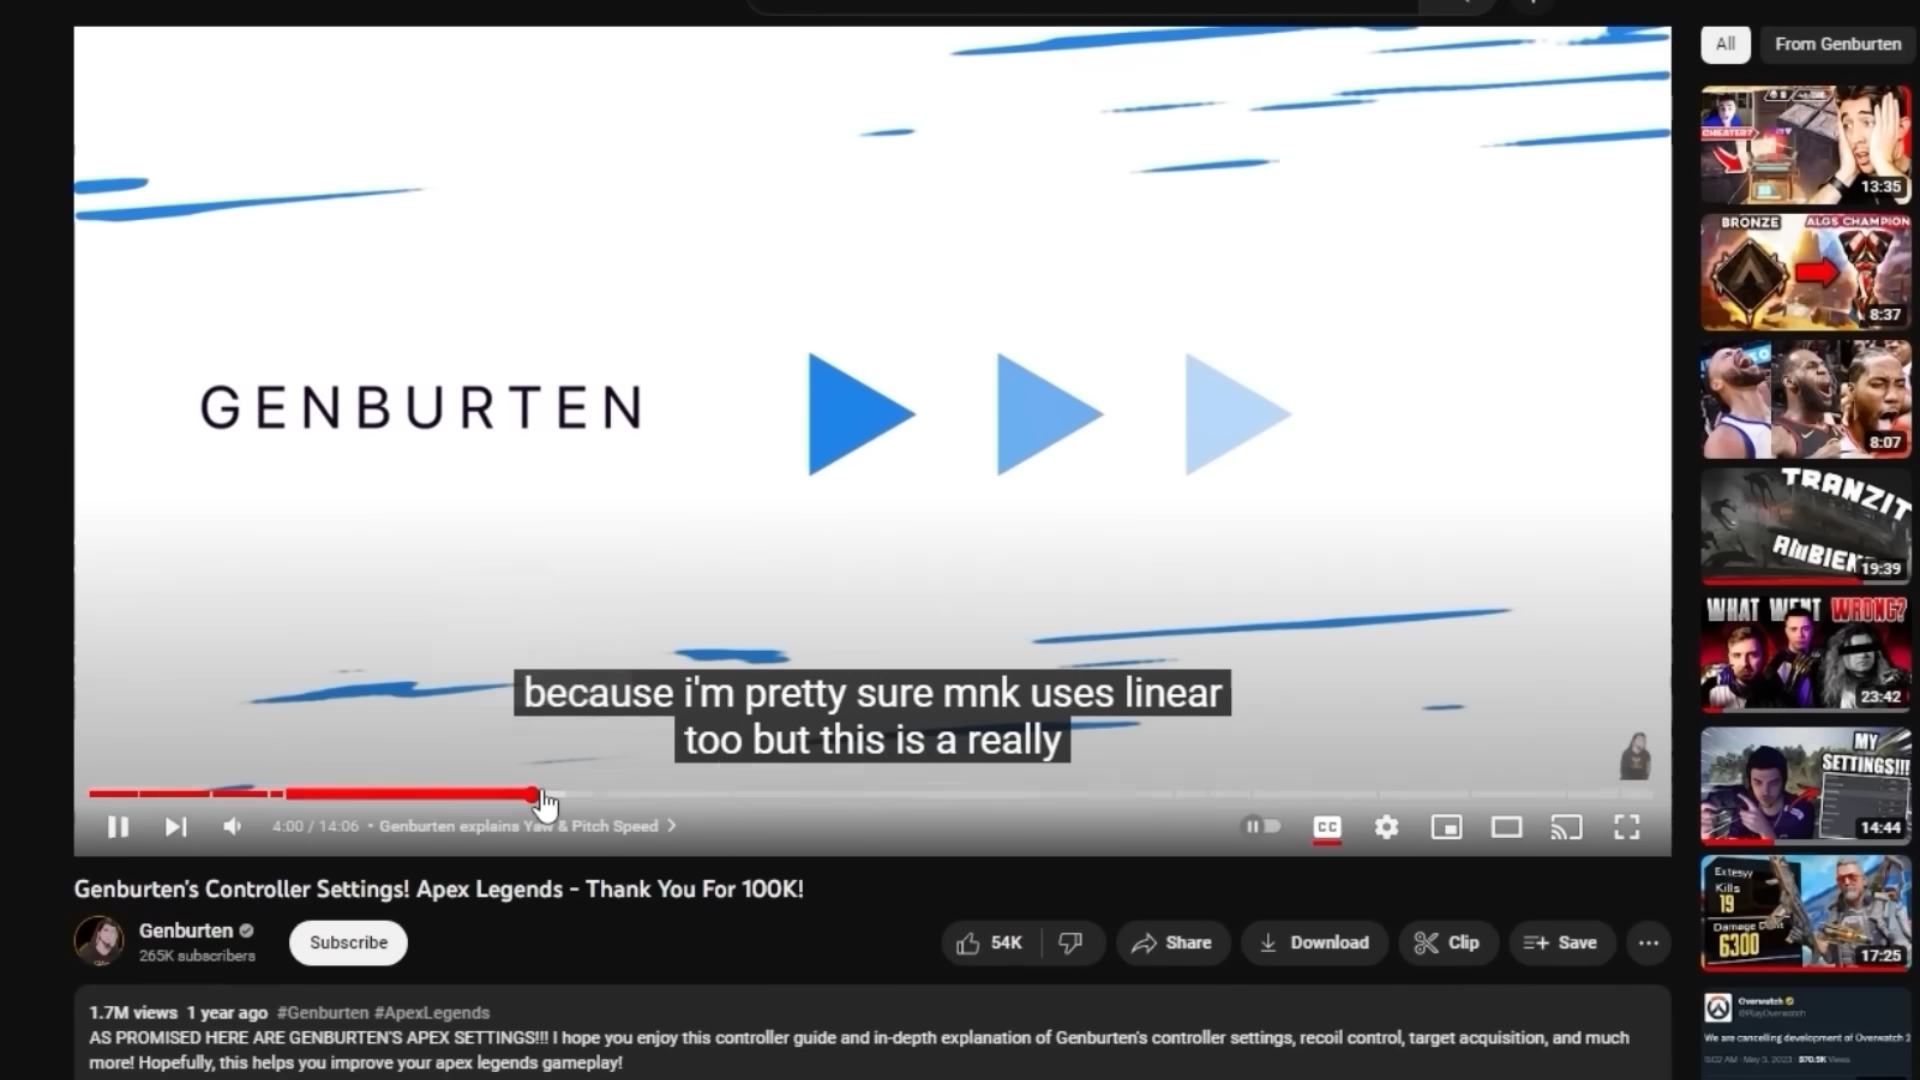 All
From Genburten
CHEATER?
13:35
BRONZE
ALGS CHAMPION
8:37
8:07
GENBURTEN
TRANZIT
19:39
WHAT WENT WRONG?
23:42
because i'm pretty sure mnk uses linear
too but this is a really
MY
SETTINGS!!!
14:44
4:00 / 14:06 • Genburten explains Yaw & Pitch Speed
CC
Genburten's Controller Settings! Apex Legends - Thank You For 100K!
Extesyy
Kills
19
6300
17:25
Genburten
265K subscribers
Subscribe
54K
Share
Download
Clip
Save
1.7M views 1 year ago #Genburten #ApexLegends
AS PROMISED HERE ARE GENBURTEN'S APEX SETTINGS!!! I hope you enjoy this controller guide and in-depth explanation of Genburten's controller settings, recoil control, target acquisition, and much
more! Hopefully, this helps you improve your apex legends gameplay!
Overwatch
@PlayOverwatch
We are cancelling development of Overwatch 2